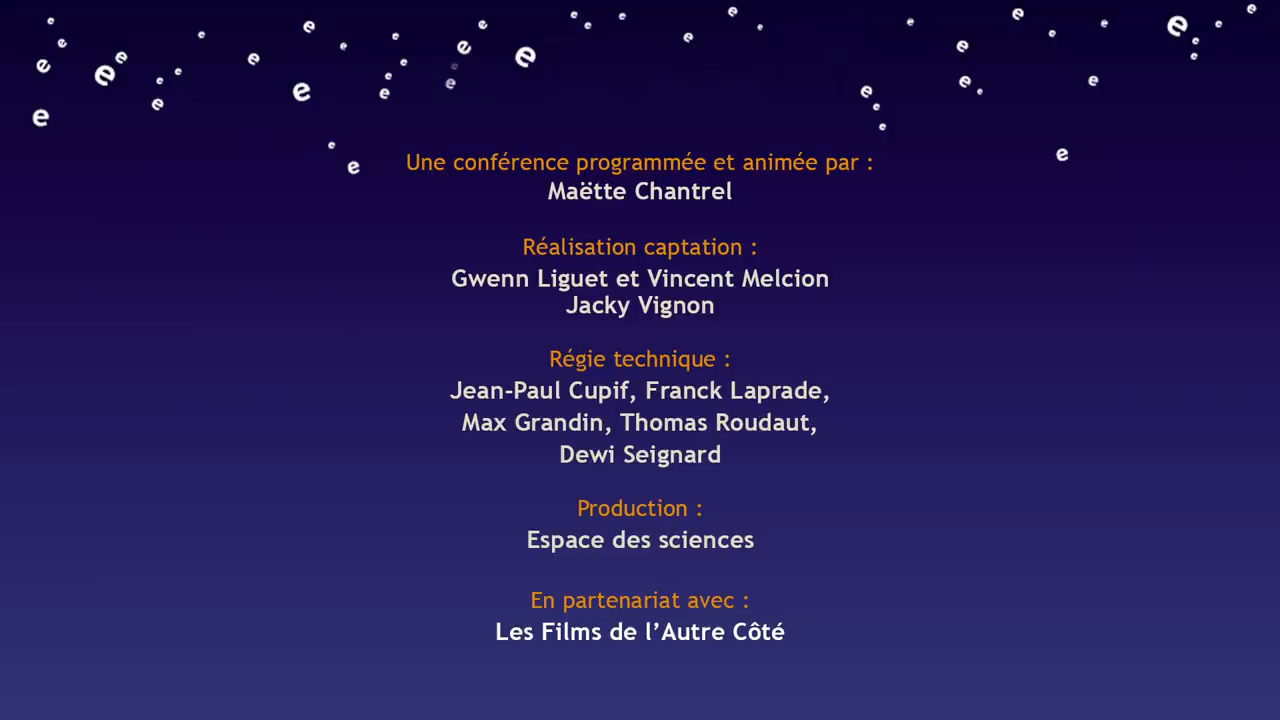 Une conférence programmée et animée par :
Maëtte Chantrel
Réalisation captation :
Gwenn Liguet et Vincent Melcion
Jacky Vignon
Régie technique :
Jean-Paul Cupif, Franck Laprade,
Max Grandin, Thomas Roudaut,
Dewi Seignard
Production :
Espace des sciences
En partenariat avec :
Les Films de l’Autre Côté